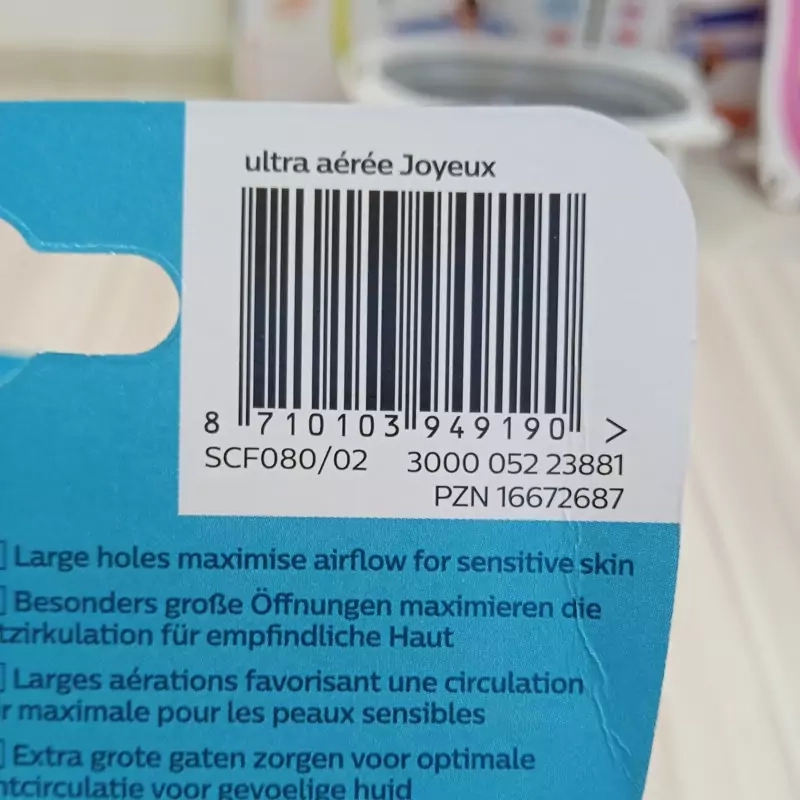 ultra aérée Joyeux
8 710103 949190 >
SCF080/02 3000 052 23881
PZN 16672687
Large holes maximise airflow for sensitive skin
Besonders große Öffnungen maximieren die
für empfindliche Haut
Larges aérations favorisant une circulation
maximale pour les peaux sensibles
Extra grote gaten zorgen voor optimale
voor gevoelige huid